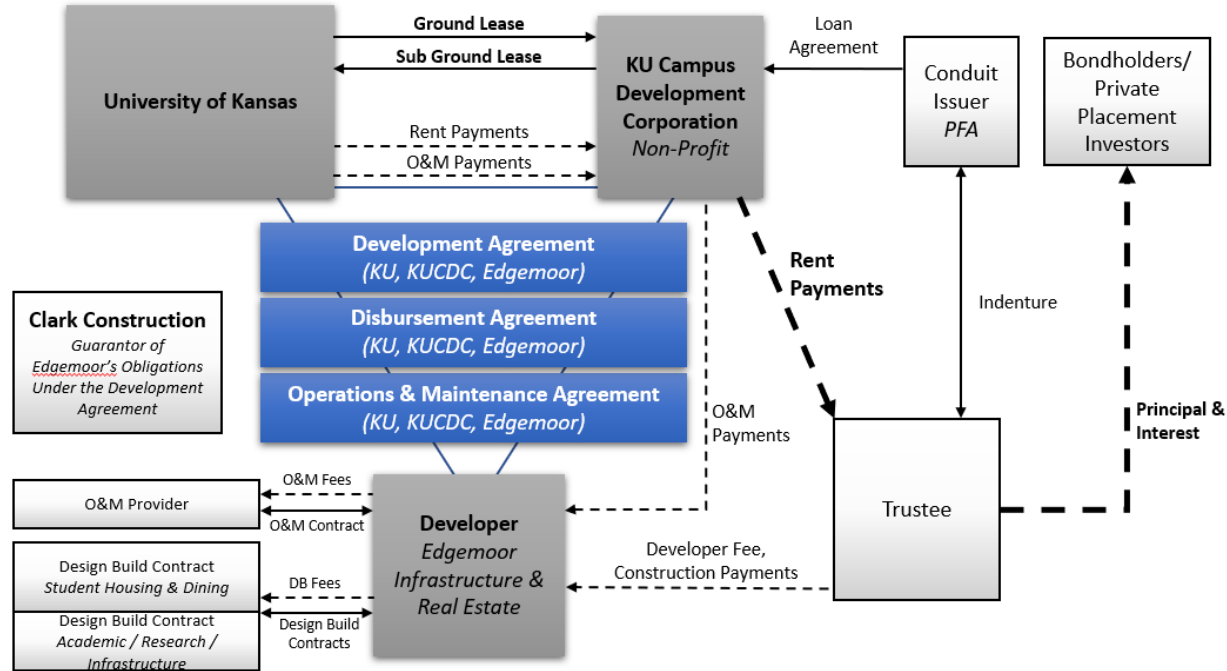 Ground Lease
Sub Ground Lease
University of Kansas
Rent Payments
O&M Payments
KU Campus
Development
Corporation
Non-Profit
Loan
Agreement
Conduit
Issuer
PFA
Bondholders/
Private
Placement
Investors
Development Agreement
(KU, KUCDC, Edgemoor)
Disbursement Agreement
(KU, KUCDC, Edgemoor)
Operations & Maintenance Agreement
(KU, KUCDC, Edgemoor)
Rent
Payments
Indenture
Clark Construction
Guarantor of
Edgemoor's Obligations
Under the Development
Agreement
O&M
Payments
Principal &
Interest
O&M Provider
O&M Fees
O&M Contract
Developer
Edgemoor
Infrastructure &
Real Estate
Trustee
Developer Fee,
Construction Payments
Design Build Contract
Student Housing & Dining
DB Fees
Design Build Contract
Academic / Research /
Infrastructure
Design Build
Contracts